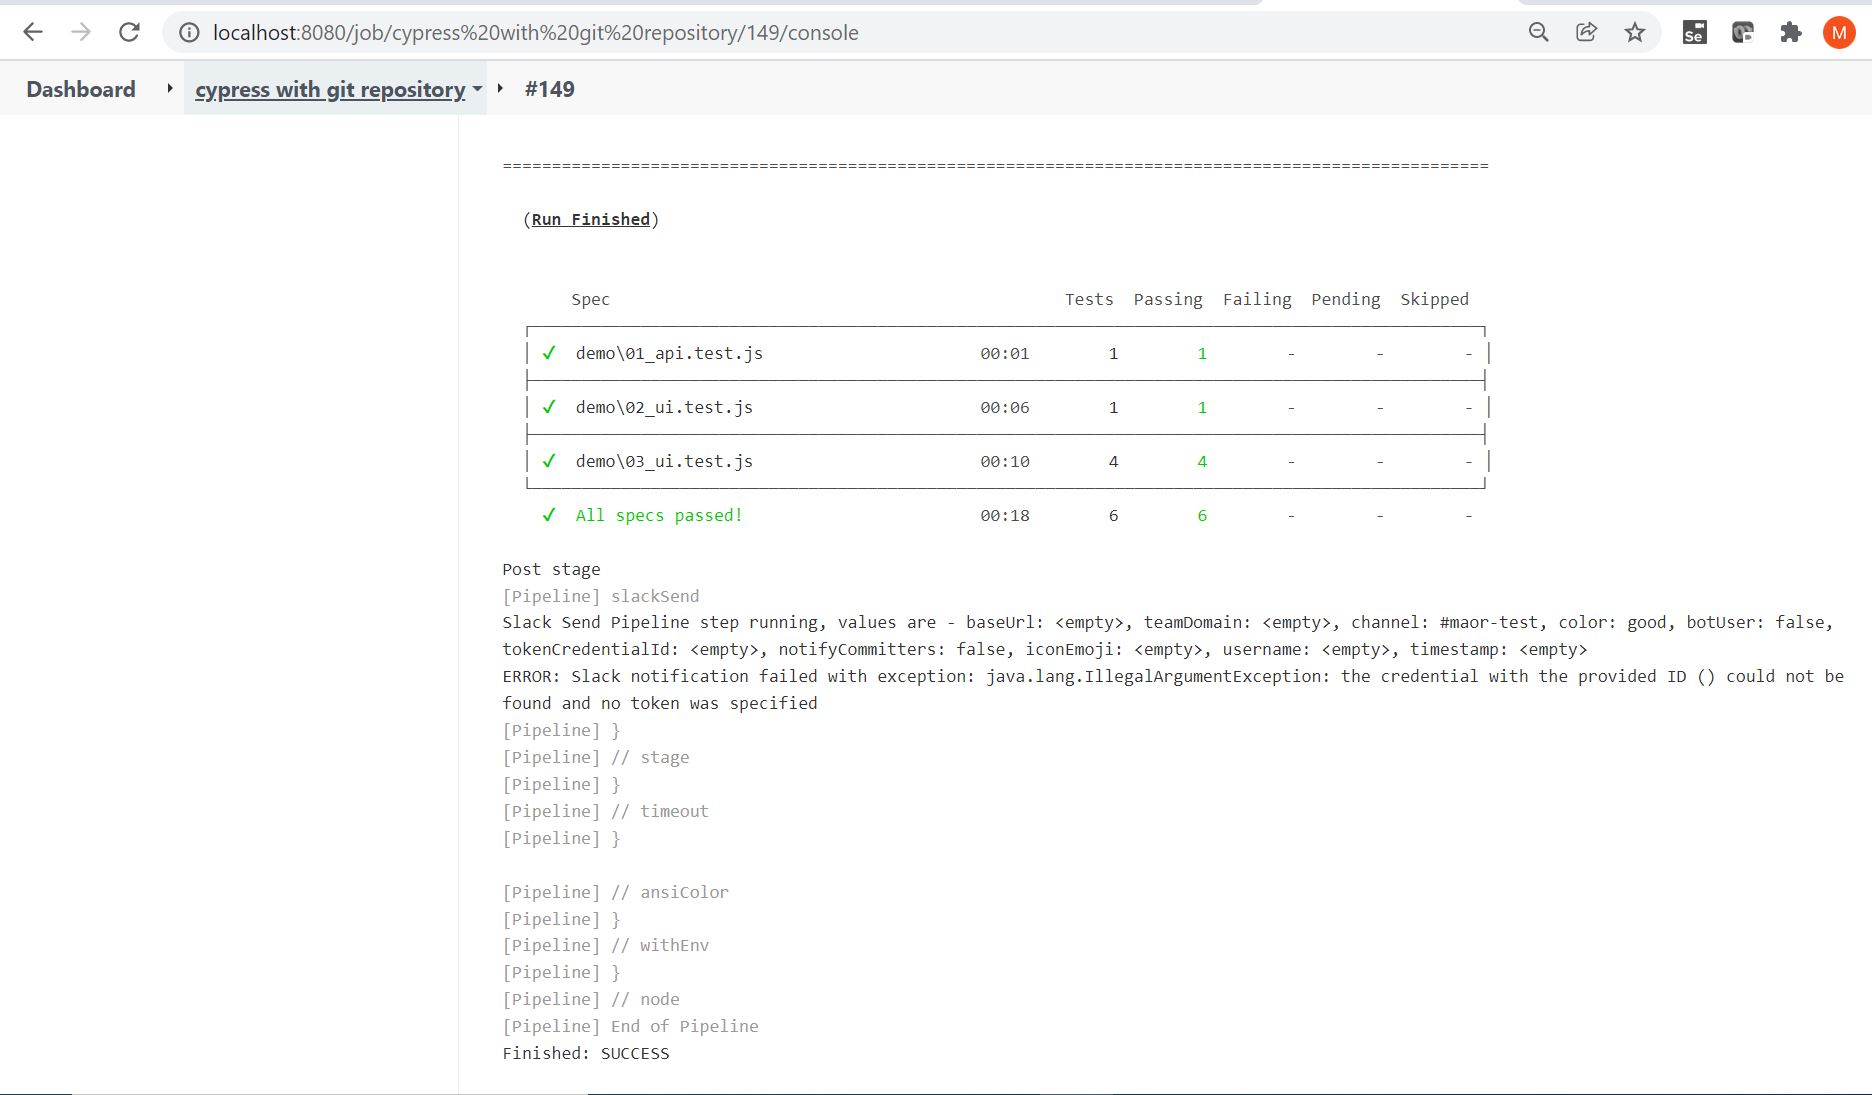 localhost:8080/job/cypress%20with%20git%20repository/149/console
Se
M
Dashboard cypress with git repository #149
====================================================================================================
(Run Finished)
Spec Tests Passing Failing Pending Skipped
✓ demo\01_api.test.js 00:01 1 1 - - -
✓ demo\02_ui.test.js 00:06 1 1 - - -
✓ demo\03_ui.test.js 00:10 4 4 - - -
✓ All specs passed! 00:18 6 6 - - -
Post stage
[Pipeline] slackSend
Slack Send Pipeline step running, values are - baseUrl: <empty>, teamDomain: <empty>, channel: #maor-test, color: good, botUser: false,
tokenCredentialId: <empty>, notifyCommitters: false, iconEmoji: <empty>, username: <empty>, timestamp: <empty>
ERROR: Slack notification failed with exception: java.lang.IllegalArgumentException: the credential with the provided ID () could not be
found and no token was specified
[Pipeline] }
[Pipeline] // stage
[Pipeline] }
[Pipeline] // timeout
[Pipeline] }
[Pipeline] // ansiColor
[Pipeline] }
[Pipeline] // withEnv
[Pipeline] }
[Pipeline] // node
[Pipeline] End of Pipeline
Finished: SUCCESS